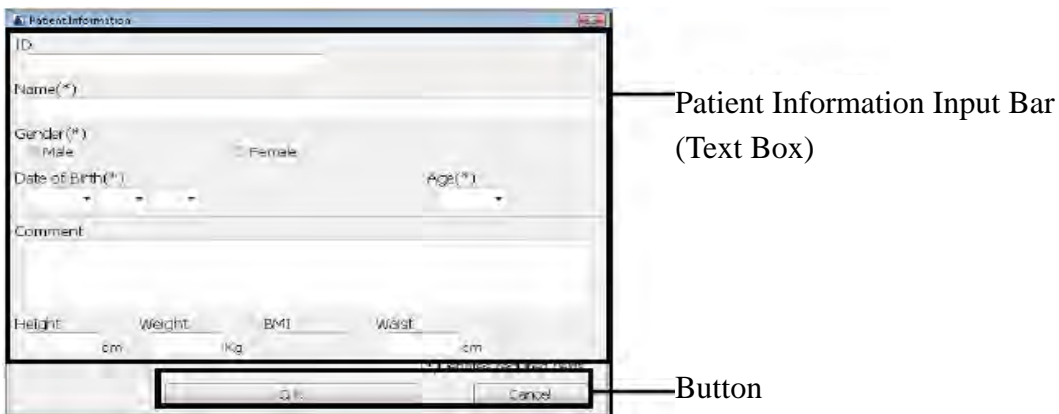 Patient Information
ID
Name(*)
Patient Information Input Bar
(Text Box)
Gender(*)
Male Female
Date of Birth(*) Age(*)
Comment
Height Weight BMI Waist
cm Kg cm
OK Cancel
Button